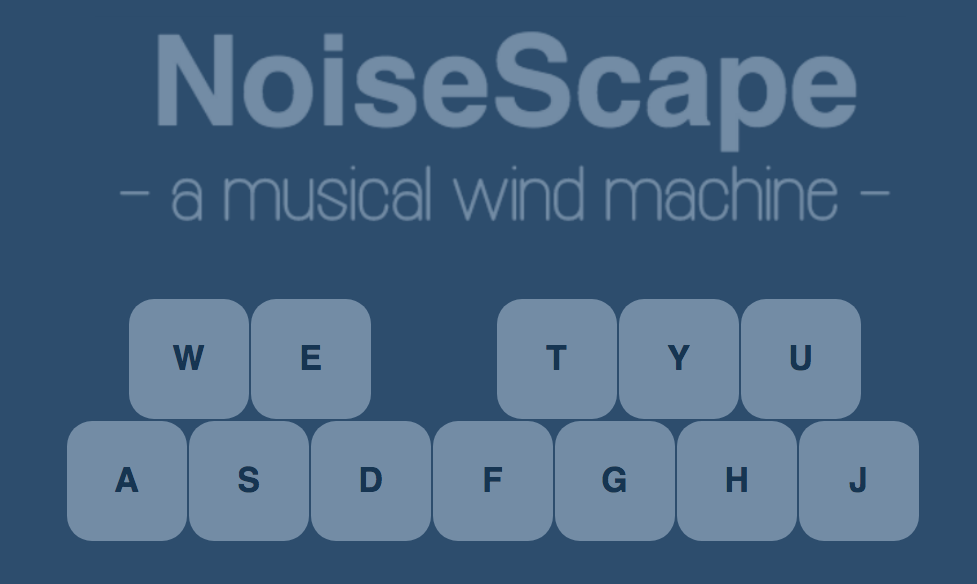 NoiseScape
– a musical wind machine –
W E T Y U
A S D F G H J